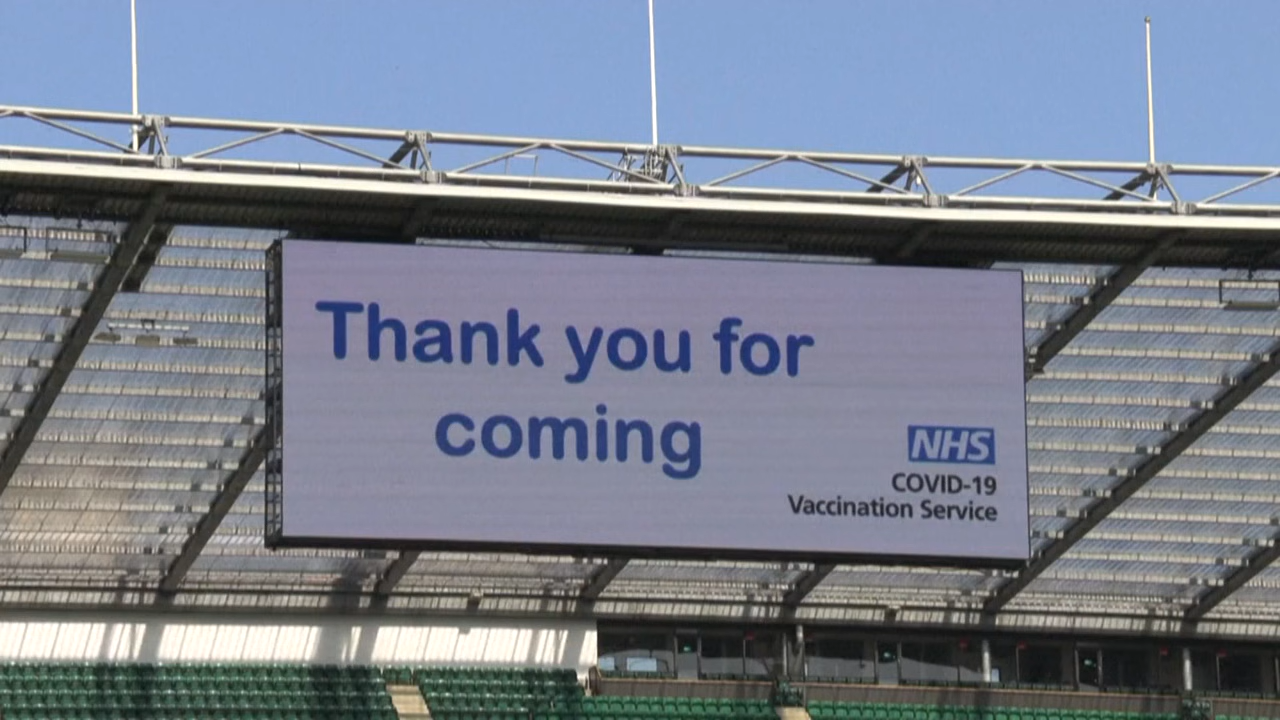 Thank you for
coming
NHS
COVID-19
Vaccination Service